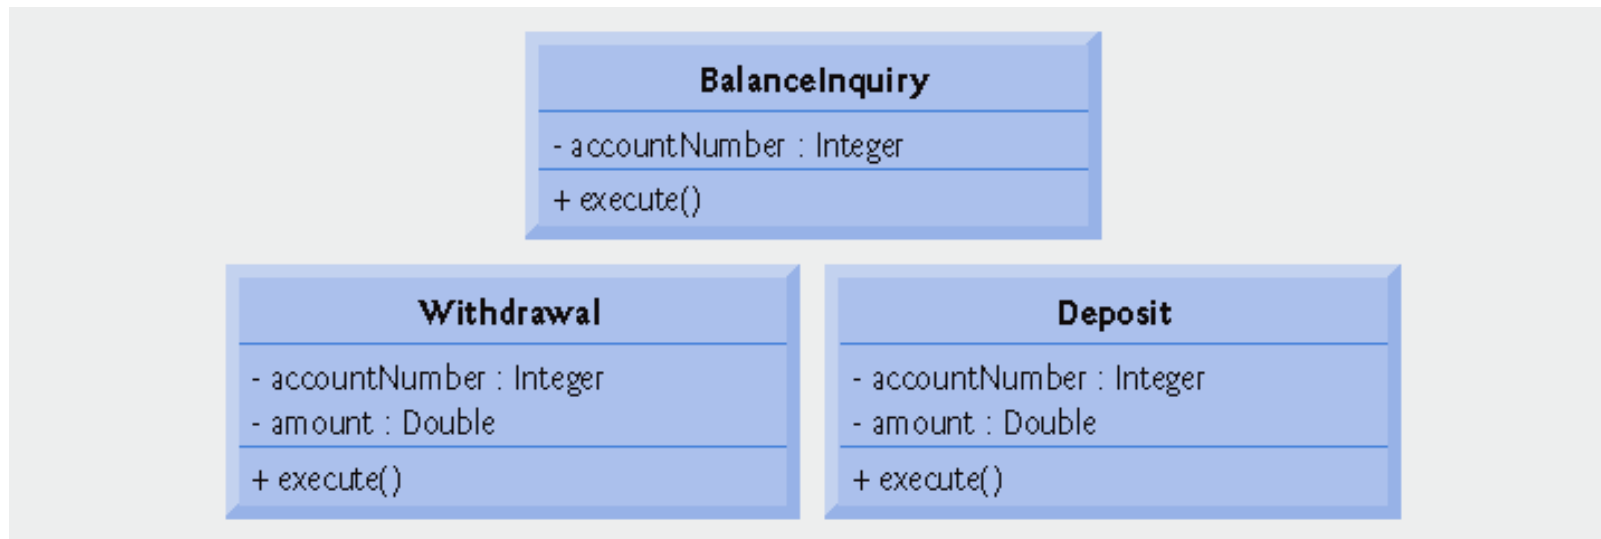 BalanceInquiry
- accountNumber : Integer
+ execute()
Withdrawal
- accountNumber : Integer
- amount : Double
+ execute()
Deposit
- accountNumber : Integer
- amount : Double
+ execute()